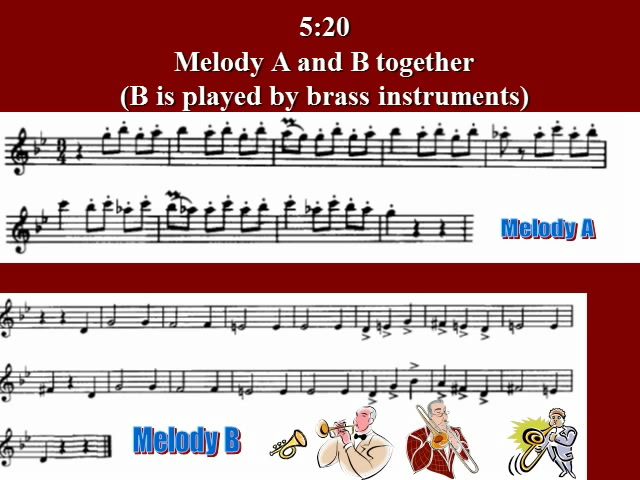 5:20
Melody A and B together
(B is played by brass instruments)
Melody A
Melody B